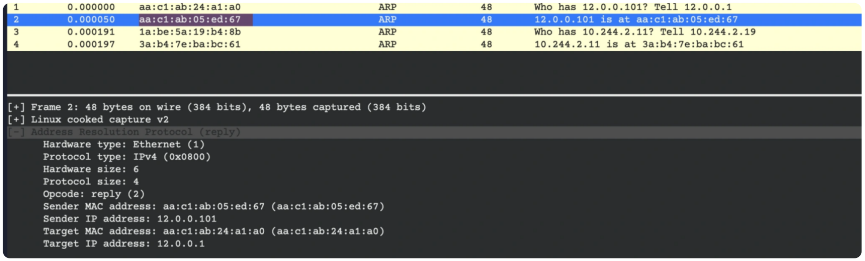 1 0.000000 aa:c1:ab:24:a1:a0 ARP 48 Who has 12.0.0.101? Tell 12.0.0.1
2 0.000050 aa:c1:ab:05:ed:67 ARP 48 12.0.0.101 is at aa:c1:ab:05:ed:67
3 0.000191 1a:be:5a:19:b4:8b ARP 48 Who has 10.244.2.11? Tell 10.244.2.19
4 0.000197 3a:b4:7e:ba:bc:61 ARP 48 10.244.2.11 is at 3a:b4:7e:ba:bc:61
[+] Frame 2: 48 bytes on wire (384 bits), 48 bytes captured (384 bits)
[+] Linux cooked capture v2
[-] Address Resolution Protocol (reply)
Hardware type: Ethernet (1)
Protocol type: IPv4 (0x0800)
Hardware size: 6
Protocol size: 4
Opcode: reply (2)
Sender MAC address: aa:c1:ab:05:ed:67 (aa:c1:ab:05:ed:67)
Sender IP address: 12.0.0.101
Target MAC address: aa:c1:ab:24:a1:a0 (aa:c1:ab:24:a1:a0)
Target IP address: 12.0.0.1